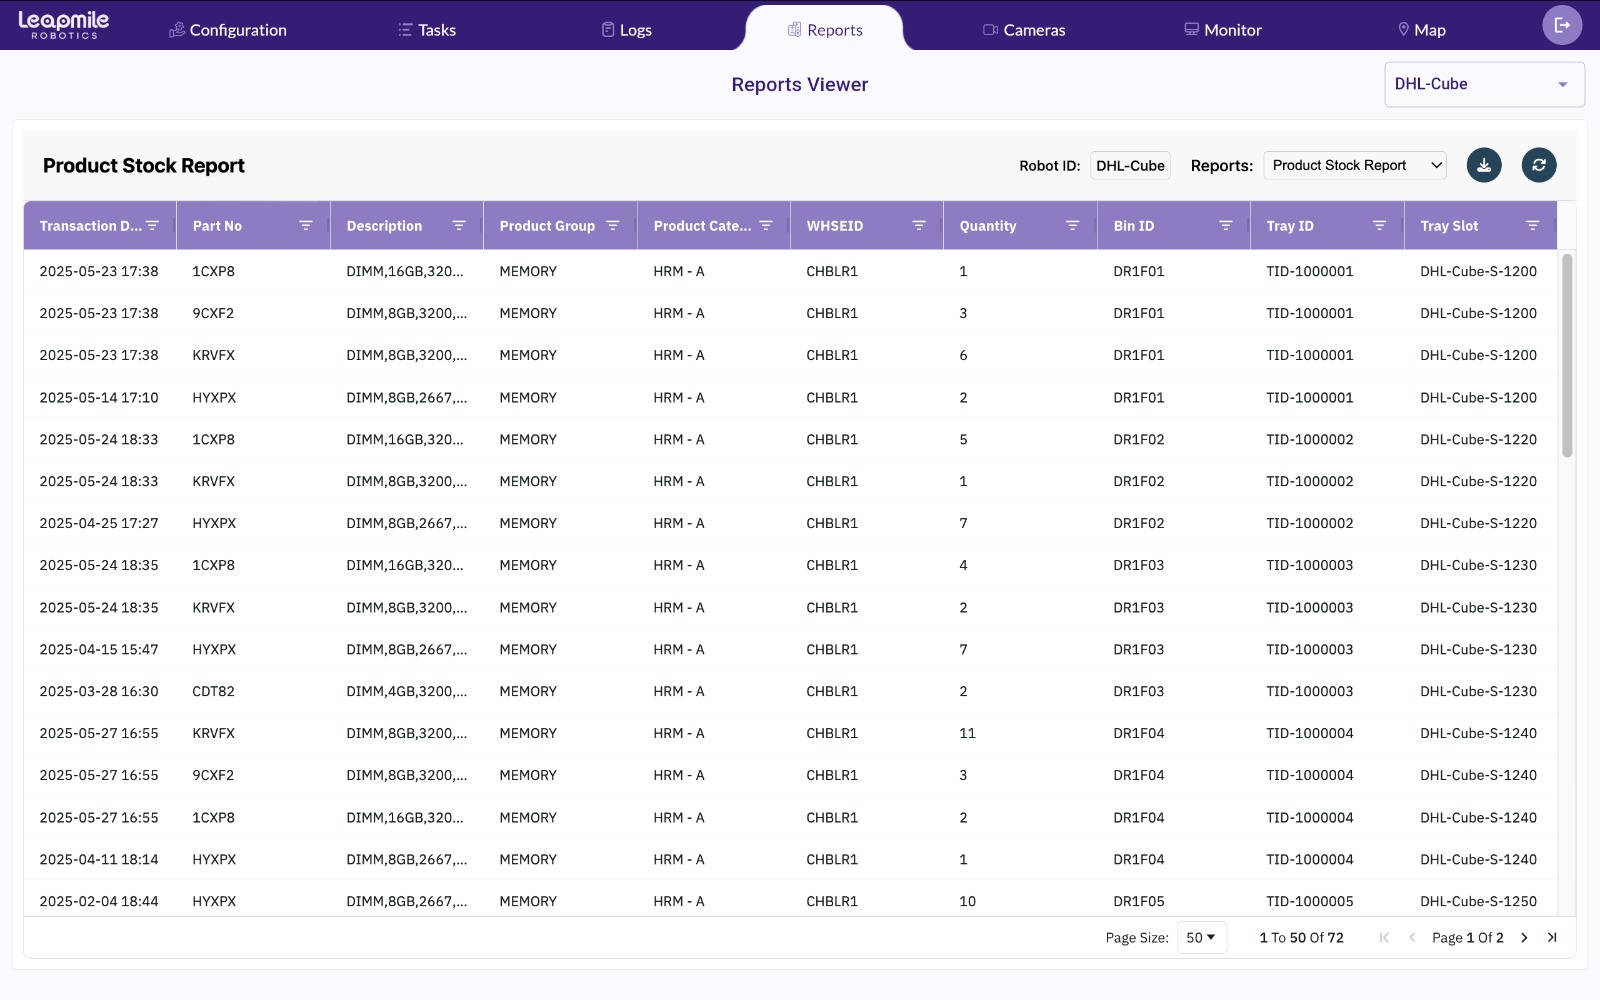 Leapmile
ROBOTICS
Configuration
Tasks
Logs
Reports
Cameras
Monitor
Map
Reports Viewer
DHL-Cube
Product Stock Report
Robot ID: DHL-Cube
Reports: Product Stock Report
Transaction D... Part No Description Product Group Product Cate... WHSEID Quantity Bin ID Tray ID Tray Slot
2025-05-23 17:38 1CXP8 DIMM,16GB,320... MEMORY HRM - A CHBLR1 1 DR1F01 TID-1000001 DHL-Cube-S-1200
2025-05-23 17:38 9CXF2 DIMM,8GB,3200,... MEMORY HRM - A CHBLR1 3 DR1F01 TID-1000001 DHL-Cube-S-1200
2025-05-23 17:38 KRVFX DIMM,8GB,3200,... MEMORY HRM - A CHBLR1 6 DR1F01 TID-1000001 DHL-Cube-S-1200
2025-05-14 17:10 HYXPX DIMM,8GB,2667,... MEMORY HRM - A CHBLR1 2 DR1F01 TID-1000001 DHL-Cube-S-1200
2025-05-24 18:33 1CXP8 DIMM,16GB,320... MEMORY HRM - A CHBLR1 5 DR1F02 TID-1000002 DHL-Cube-S-1220
2025-05-24 18:33 KRVFX DIMM,8GB,3200,... MEMORY HRM - A CHBLR1 1 DR1F02 TID-1000002 DHL-Cube-S-1220
2025-04-25 17:27 HYXPX DIMM,8GB,2667,... MEMORY HRM - A CHBLR1 7 DR1F02 TID-1000002 DHL-Cube-S-1220
2025-05-24 18:35 1CXP8 DIMM,16GB,320... MEMORY HRM - A CHBLR1 4 DR1F03 TID-1000003 DHL-Cube-S-1230
2025-05-24 18:35 KRVFX DIMM,8GB,3200,... MEMORY HRM - A CHBLR1 2 DR1F03 TID-1000003 DHL-Cube-S-1230
2025-04-15 15:47 HYXPX DIMM,8GB,2667,... MEMORY HRM - A CHBLR1 7 DR1F03 TID-1000003 DHL-Cube-S-1230
2025-03-28 16:30 CDT82 DIMM,4GB,3200,... MEMORY HRM - A CHBLR1 2 DR1F03 TID-1000003 DHL-Cube-S-1230
2025-05-27 16:55 KRVFX DIMM,8GB,3200,... MEMORY HRM - A CHBLR1 11 DR1F04 TID-1000004 DHL-Cube-S-1240
2025-05-27 16:55 9CXF2 DIMM,8GB,3200,... MEMORY HRM - A CHBLR1 3 DR1F04 TID-1000004 DHL-Cube-S-1240
2025-05-27 16:55 1CXP8 DIMM,16GB,320... MEMORY HRM - A CHBLR1 2 DR1F04 TID-1000004 DHL-Cube-S-1240
2025-04-11 18:14 HYXPX DIMM,8GB,2667,... MEMORY HRM - A CHBLR1 1 DR1F04 TID-1000004 DHL-Cube-S-1240
2025-02-04 18:44 HYXPX DIMM,8GB,2667,... MEMORY HRM - A CHBLR1 10 DR1F05 TID-1000005 DHL-Cube-S-1250
Page Size: 50 1 To 50 Of 72 Page 1 Of 2